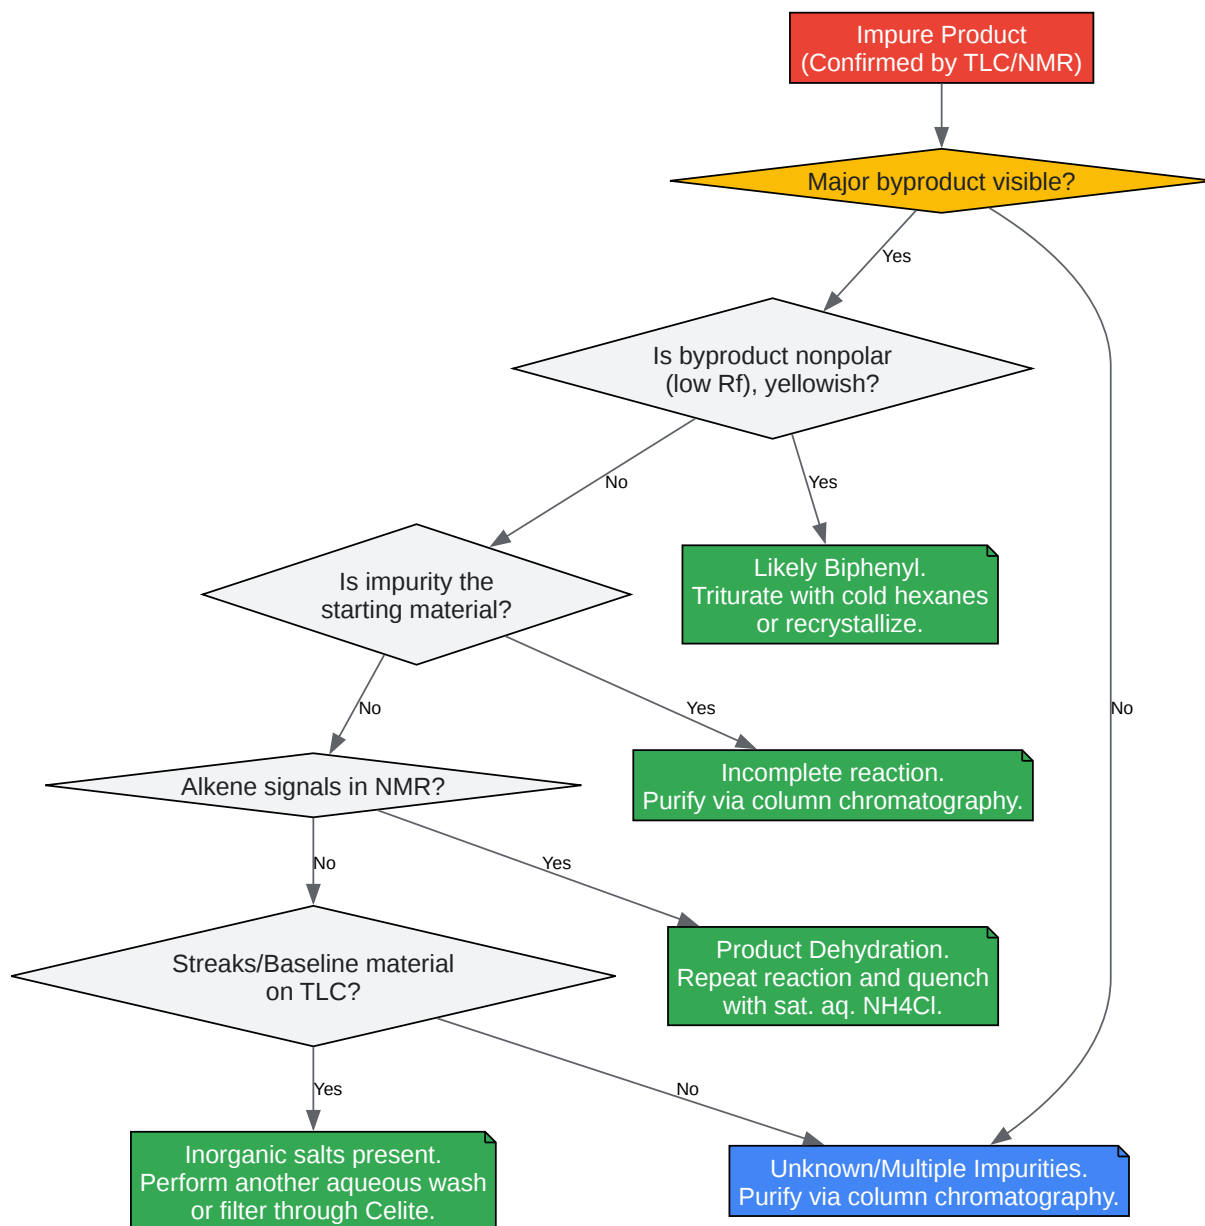 Impure Product
(Confirmed by TLC/NMR)
Major byproduct visible?
Yes
Is byproduct nonpolar
(low Rf), yellowish?
No
Yes
Likely Biphenyl.
Triturate with cold hexanes
or recrystallize.
Is impurity the
starting material?
No
Yes
No
Incomplete reaction.
Purify via column chromatography.
Alkene signals in NMR?
No
Yes
Product Dehydration.
Repeat reaction and quench
with sat. aq. NH4Cl.
Streaks/Baseline material
on TLC?
Yes
No
Inorganic salts present.
Perform another aqueous wash
or filter through Celite.
Unknown/Multiple Impurities.
Purify via column chromatography.